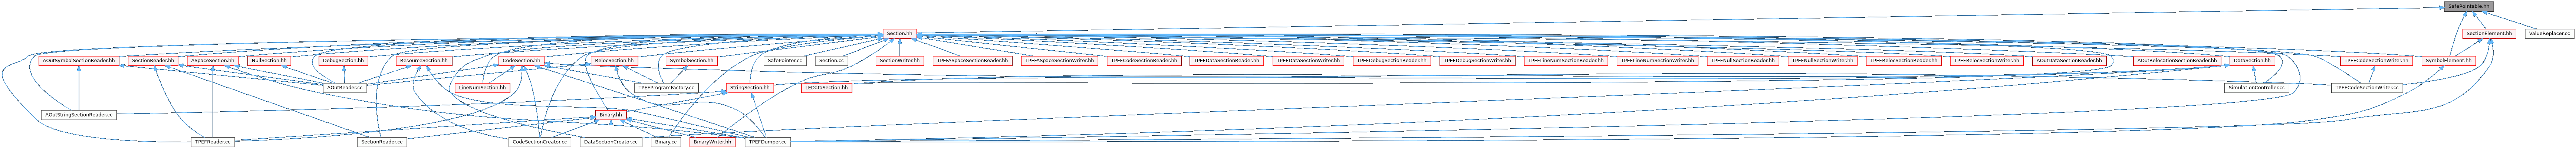 SafePointable.hh
Section.hh
SectionElement.hh
ValueReplacer.cc
AOutSymbolSectionReader.hh
SectionReader.hh
ASpaceSection.hh
NullSection.hh
DebugSection.hh
ResourceSection.hh
CodeSection.hh
RelocSection.hh
SymbolSection.hh
SafePointer.cc
Section.cc
SectionWriter.hh
TPEFASpaceSectionReader.hh
TPEFASpaceSectionWriter.hh
TPEFCodeSectionReader.hh
TPEFDataSectionReader.hh
TPEFDataSectionWriter.hh
TPEFDebugSectionReader.hh
TPEFDebugSectionWriter.hh
TPEFLineNumSectionReader.hh
TPEFLineNumSectionWriter.hh
TPEFNullSectionReader.hh
TPEFNullSectionWriter.hh
TPEFRelocSectionReader.hh
TPEFRelocSectionWriter.hh
AOutDataSectionReader.hh
AOutRelocationSectionReader.hh
DataSection.hh
TPEFCodeSectionWriter.hh
SymbolElement.hh
AOutReader.cc
LineNumSection.hh
TPEFProgramFactory.cc
StringSection.hh
LEDataSection.hh
SimulationController.cc
TPEFCodeSectionWriter.cc
AOutStringSectionReader.cc
Binary.hh
TPEFReader.cc
SectionReader.cc
CodeSectionCreator.cc
DataSectionCreator.cc
Binary.cc
BinaryWriter.hh
TPEFDumper.cc